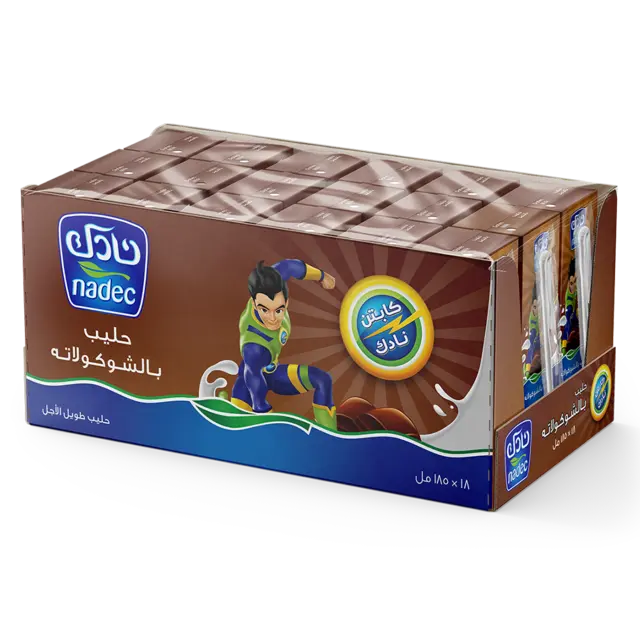 نادك
nadec
حليب
بالشوكولاته
حليب طويل الأجل
كابتن
نادك
١٨ × ١٨٥ مل
حليب
بالشوكولاته
١٨ × ١٨٥ مل
نادك
nadec